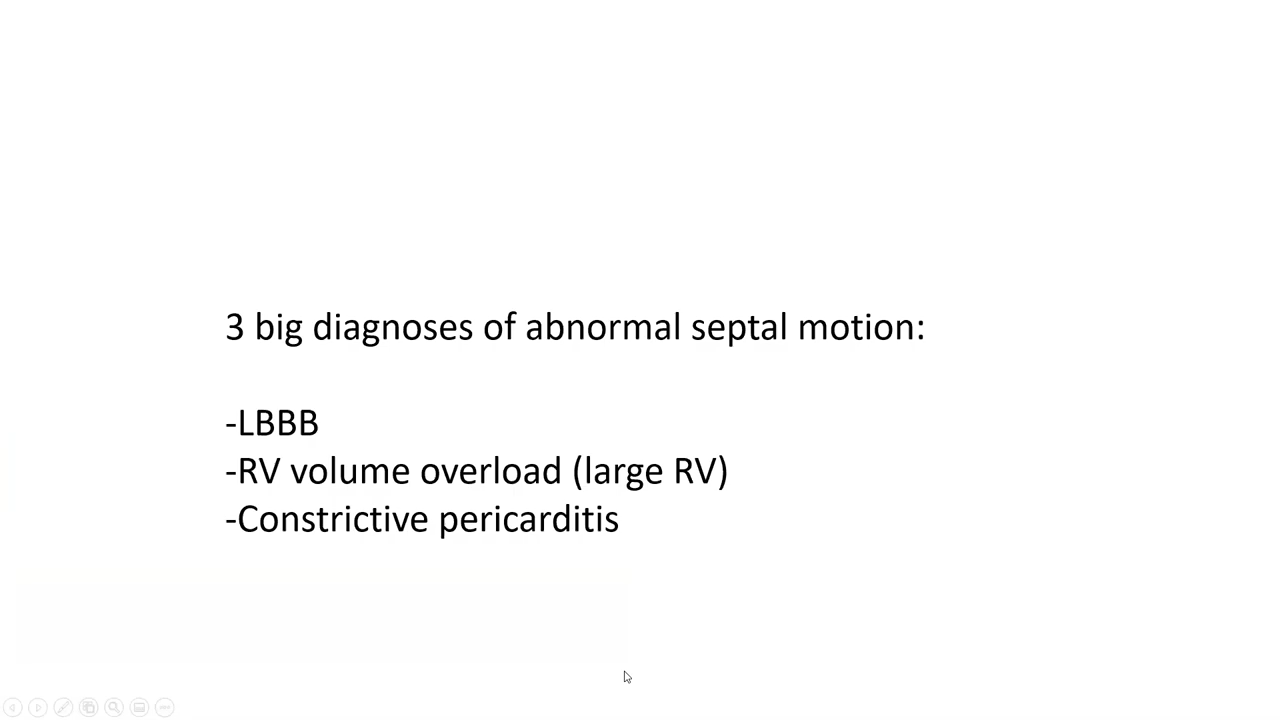 3 big diagnoses of abnormal septal motion:
-LBBB
-RV volume overload (large RV)
-Constrictive pericarditis